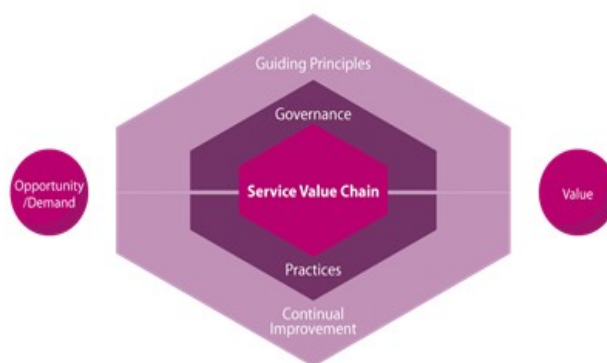 Guiding Principles
Governance
Opportunity
/Demand
Service Value Chain
Value
Practices
Continual
Improvement